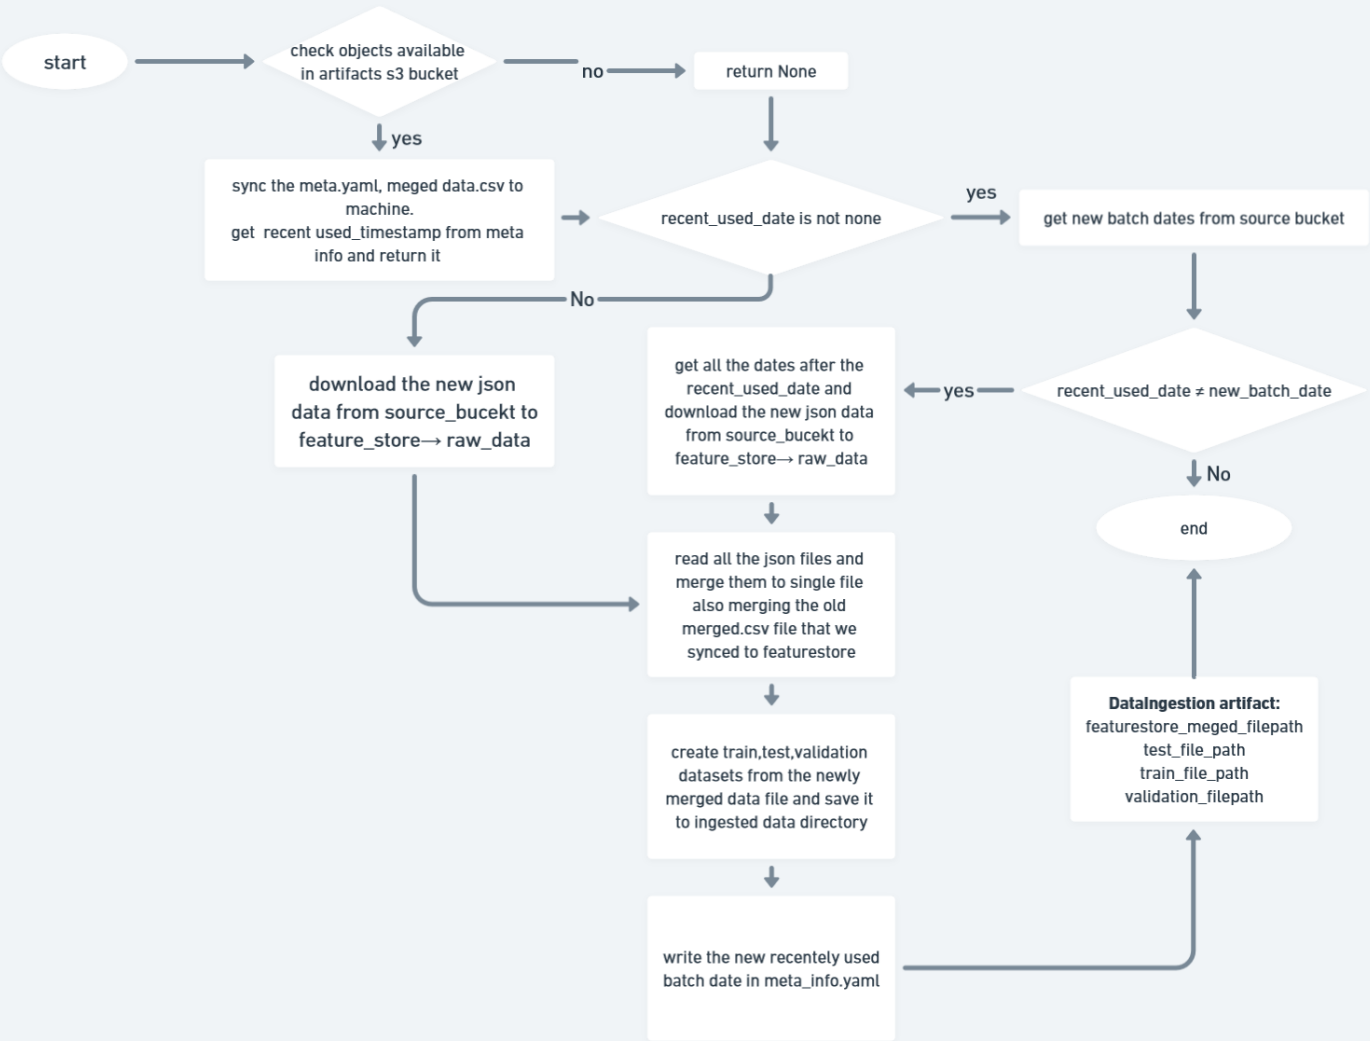 start
check objects available
in artifacts s3 bucket
no
return None
yes
sync the meta.yaml, meged data.csv to
machine.
get recent used_timestamp from meta
info and return it
recent_used_date is not none
yes
get new batch dates from source bucket
No
download the new json
data from source_bucekt to
feature_store→ raw_data
get all the dates after the
recent_used_date and
download the new json data
from source_bucekt to
feature_store→ raw_data
yes
recent_used_date ≠ new_batch_date
No
end
read all the json files and
merge them to single file
also merging the old
merged.csv file that we
synced to featurestore
create train,test,validation
datasets from the newly
merged data file and save it
to ingested data directory
write the new recentely used
batch date in meta_info.yaml
DataIngestion artifact:
featurestore_meged_filepath
test_file_path
train_file_path
validation_filepath